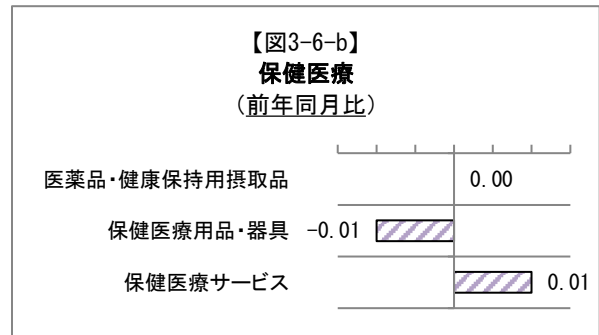 【図3-6-b】
保健医療
（前年同月比）
医薬品・健康保持用摂取品 0.00
保健医療用品・器具 -0.01
保健医療サービス 0.01